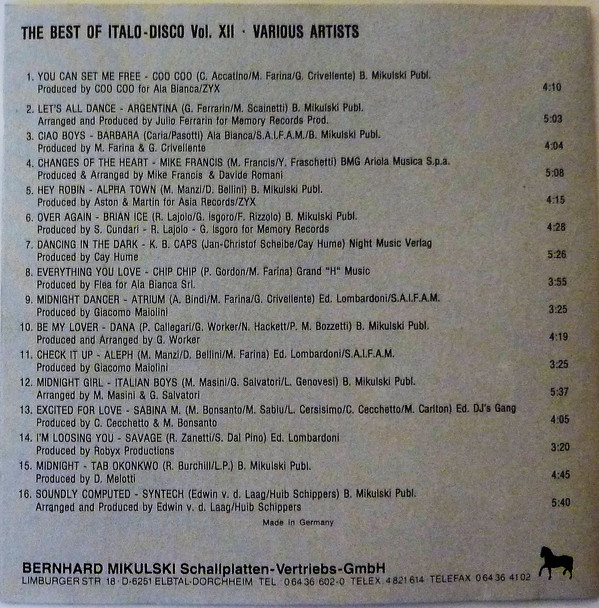 THE BEST OF ITALO-DISCO Vol. XII · VARIOUS ARTISTS
1. YOU CAN SET ME FREE - COO COO (C. Accatino/M. Farina/G. Crivellente) B. Mikulski Publ.
Produced by COO COO for Ala Bianca/ZYX 4:10
2. LET'S ALL DANCE - ARGENTINA (G. Ferrarin/M. Scainetti) B. Mikulski Publ.
Arranged and Produced by Julio Ferrarin for Memory Records Prod. 5:03
3. CIAO BOYS - BARBARA (Carla/Pasotti) Ala Bianca/S.A.I.F.A.M./B. Mikulski Publ.
Produced by M. Farina & G. Crivellente 4:04
4. CHANGES OF THE HEART - MIKE FRANCIS (M. Francis/Y. Fraschetti) BMG Ariola Musica S.p.a.
Produced & Arranged by Mike Francis & Davide Romani 5:08
5. HEY ROBIN - ALPHA TOWN (M. Manzi/D. Bellini) B. Mikulski Publ.
Produced by Aston & Martin for Asia Records/ZYX 4:15
6. OVER AGAIN - BRIAN ICE (R. Lajolo/G. Isgoro/F. Rizzolo) B. Mikulski Publ.
Produced by S. Cundari - R. Lajolo - G. Isgoro for Memory Records 4:28
7. DANCING IN THE DARK - K. B. CAPS (Jan-Christof Scheibe/Cay Hume) Night Music Verlag
Produced by Cay Hume 5:26
8. EVERYTHING YOU LOVE - CHIP CHIP (P. Gordon/M. Farina) Grand "H" Music
Produced by Flea for Ala Bianca Srl. 3:55
9. MIDNIGHT DANCER - ATRIUM (A. Bindi/M. Farina/G. Crivellente) Ed. Lombardoni/S.A.I.F.A.M.
Produced by Giacomo Maiolini 3:25
10. BE MY LOVER - DANA (P. Callegari/G. Worker/N. Hackett/P. M. Bozzetti) B. Mikulski Publ.
Produced and Arranged by G. Worker 4:19
11. CHECK IT UP - ALEPH (M. Manzi/D. Bellini/M. Farina) Ed. Lombardoni/S.A.I.F.A.M.
Produced by Giacomo Maiolini 3:25
12. MIDNIGHT GIRL - ITALIAN BOYS (M. Masini/G. Salvatori/L. Genovesi) B. Mikulski Publ.
Arranged by M. Masini & G. Salvatori 5:37
13. EXCITED FOR LOVE - SABINA M. (M. Bonsanto/M. Sabiu/L. Cersisimo/C. Cecchetto/M. Carlton) Ed. DJ's Gang
Produced by C. Cecchetto & M. Bonsanto 4:05
14. I'M LOOSING YOU - SAVAGE (R. Zanetti/S. Dal Pino) Ed. Lombardoni
Produced by Robyx Productions 3:20
15. MIDNIGHT - TAB OKONKWO (R. Burchill/L.P.) B. Mikulski Publ.
Produced by D. Melotti 4:45
16. SOUNDLY COMPUTED - SYNTECH (Edwin v. d. Laag/Huib Schippers) B. Mikulski Publ.
Arranged and Produced by Edwin v. d. Laag/Huib Schippers 5:40
Made in Germany
BERNHARD MIKULSKI Schallplatten-Vertriebs-GmbH
LIMBURGER STR 18 · D-6251 ELBTAL-DORCHHEIM TEL 0 64 36 602-0 TELEX 4 821 614 TELEFAX 0 64 36 41 02